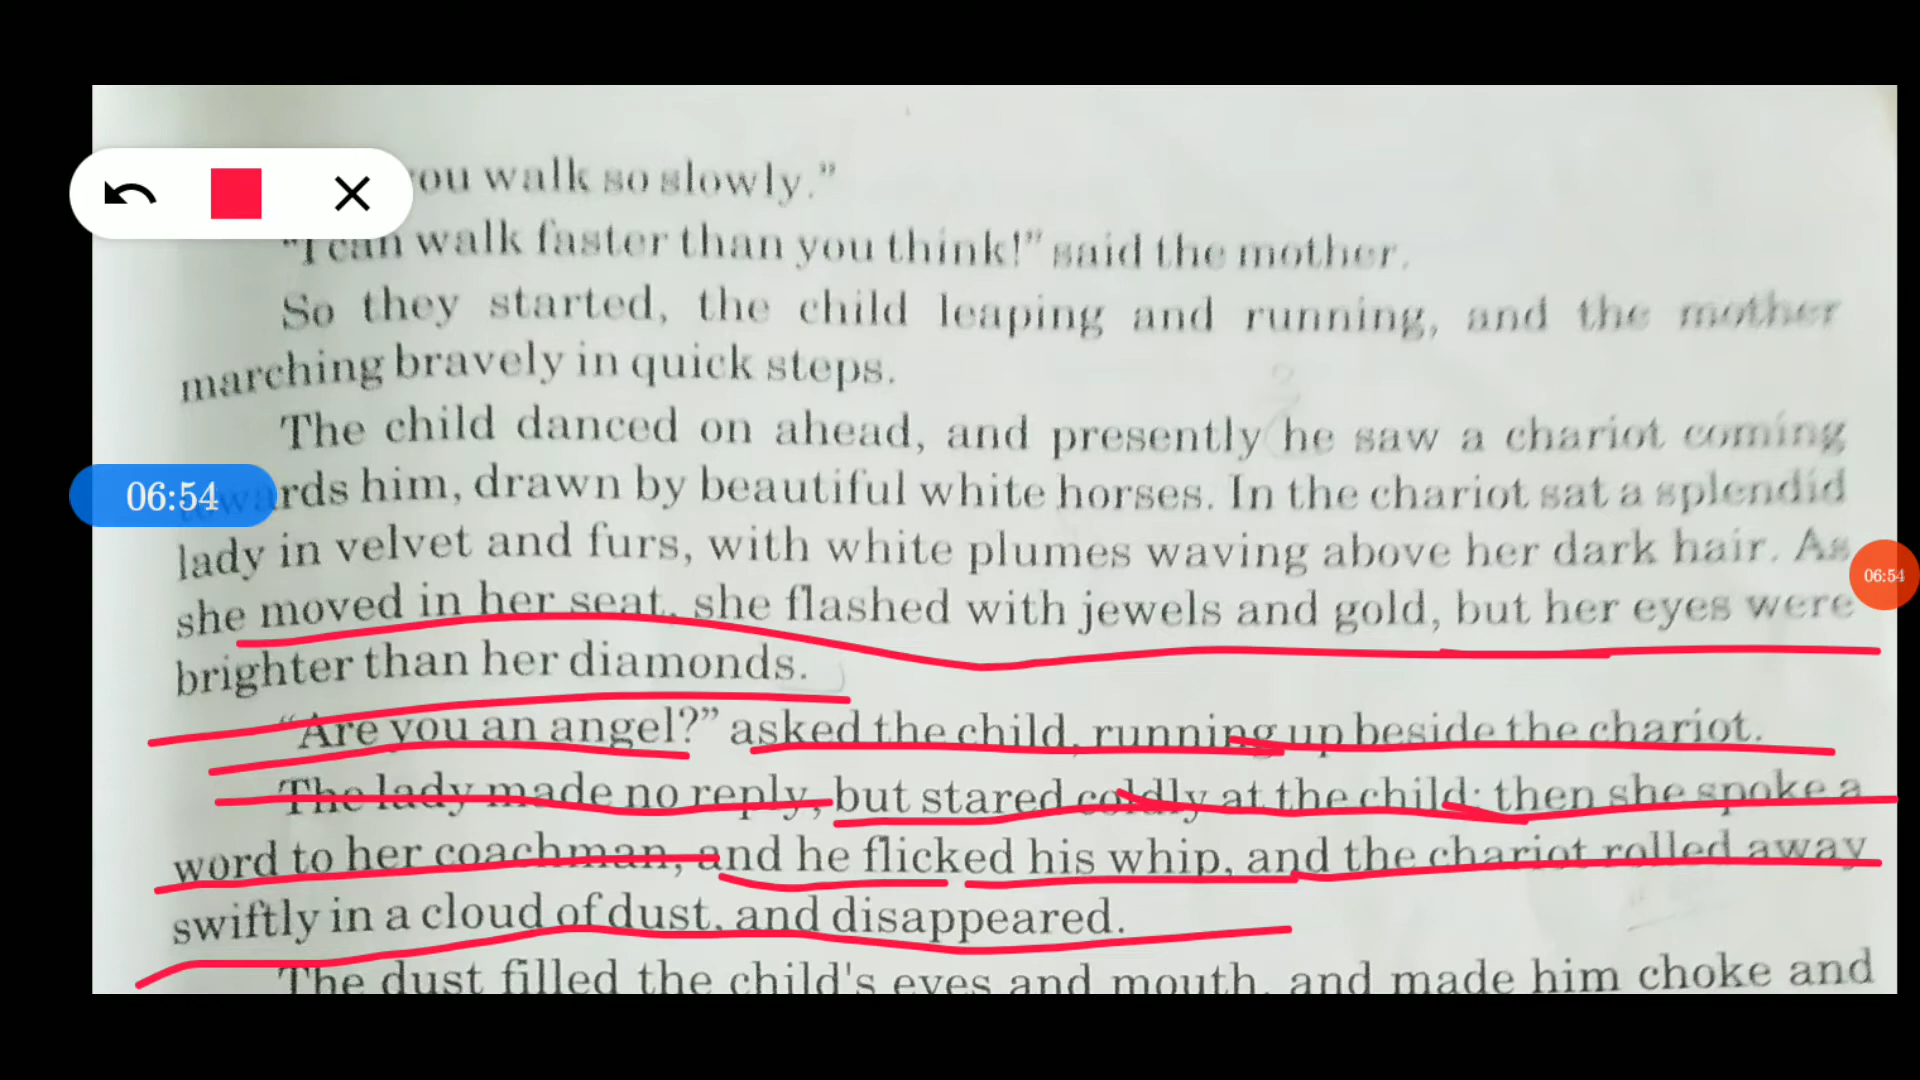 ou walk so slowly.”
“I can walk faster than you think!” said the mother.
So they started, the child leaping and running, and the mother
marching bravely in quick steps.
The child danced on ahead, and presently he saw a chariot coming
towards him, drawn by beautiful white horses. In the chariot sat a splendid
lady in velvet and furs, with white plumes waving above her dark hair. As
she moved in her seat, she flashed with jewels and gold, but her eyes were
brighter than her diamonds.
“Are you an angel?” asked the child, running up beside the chariot.
The lady made no reply, but stared coldly at the child: then she spoke a
word to her coachman, and he flicked his whip, and the chariot rolled away
swiftly in a cloud of dust, and disappeared.
The dust filled the child's eyes and mouth, and made him choke and
06:54
06:54